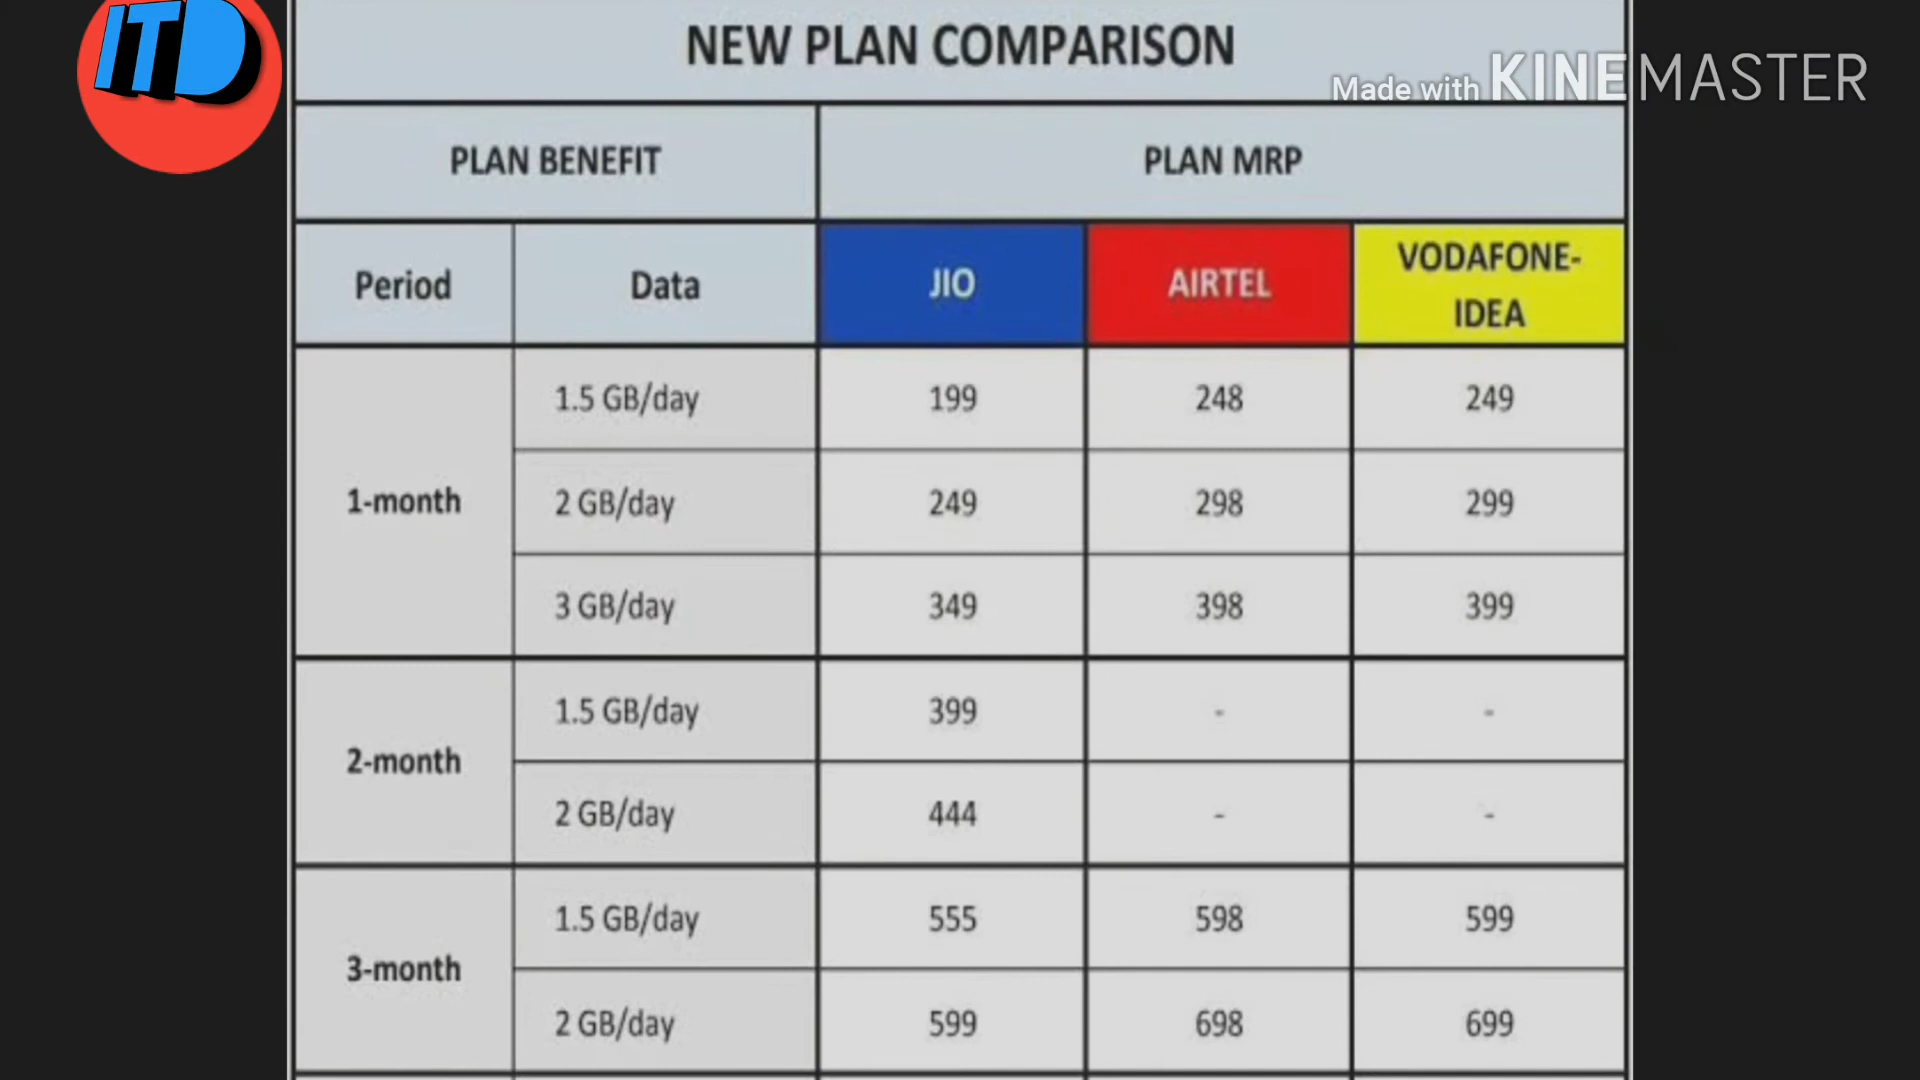 ITD
NEW PLAN COMPARISON
Made with KINEMASTER
PLAN BENEFIT PLAN MRP
Period Data JIO AIRTEL VODAFONE-
IDEA
1-month
1.5 GB/day 199 248 249
2 GB/day 249 298 299
3 GB/day 349 398 399
2-month
1.5 GB/day 399 - -
2 GB/day 444 - -
3-month
1.5 GB/day 555 598 599
2 GB/day 599 698 699